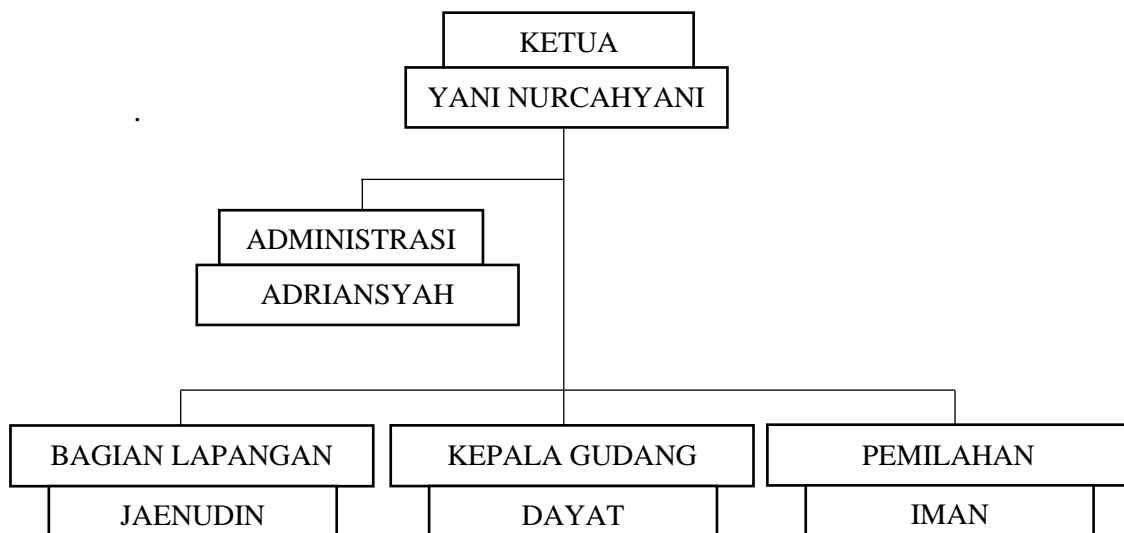 KETUA
YANI NURCAHYANI
.
ADMINISTRASI
ADRIANSYAH
BAGIAN LAPANGAN
KEPALA GUDANG
PEMILAHAN
JAENUDIN
DAYAT
IMAN